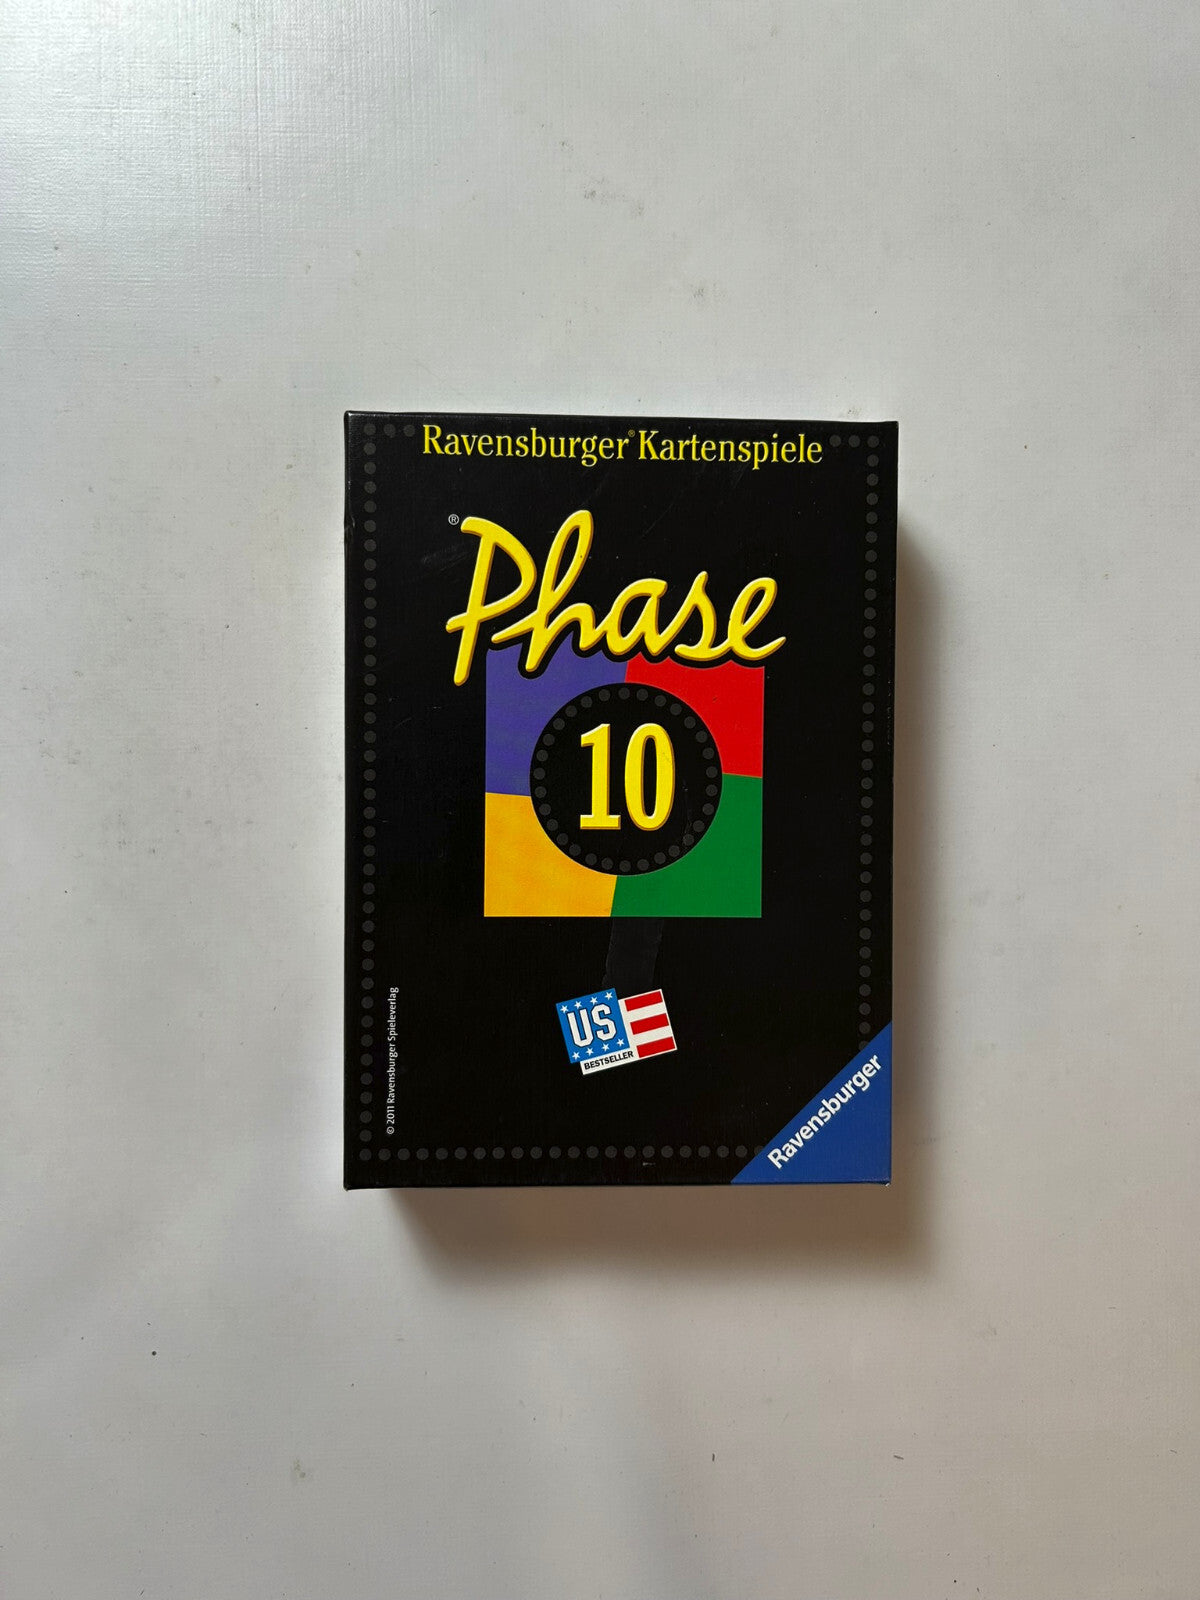 Ravensburger® Kartenspiele
® Phase
10
US
BESTSELLER
© 2011 Ravensburger Spieleverlag
Ravensburger